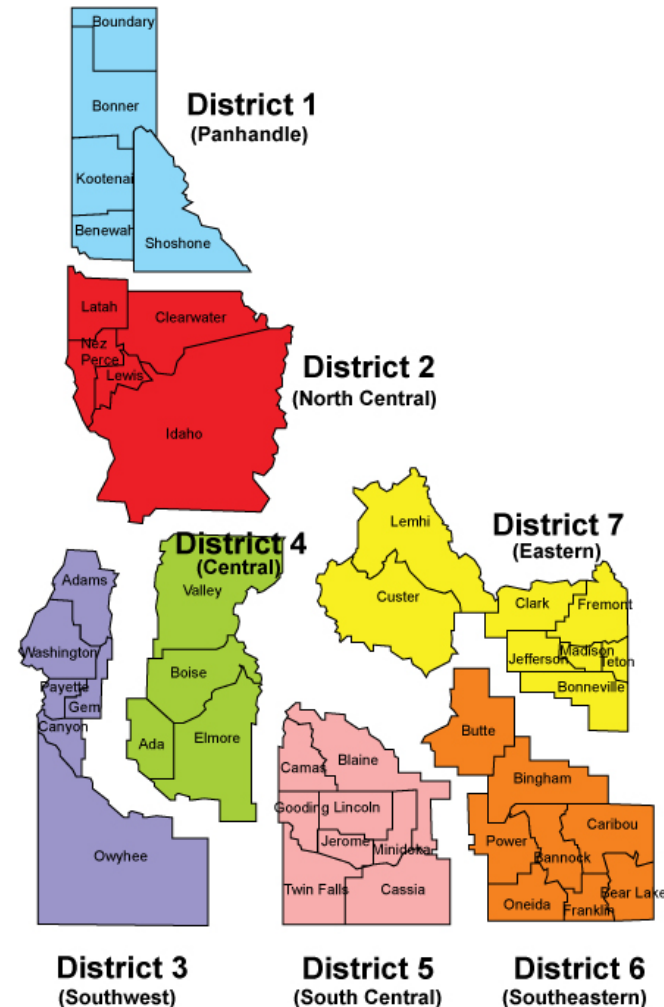 Boundary
Bonner
District 1
(Panhandle)
Kootenai
Benewah
Shoshone
Latah
Clearwater
Nez
Perce
Lewis
District 2
(North Central)
Idaho
Lemhi
District 7
(Eastern)
District 4
(Central)
Adams
Valley
Custer
Clark
Fremont
Washington
Madison
Jefferson
Teton
Boise
Payette
Bonneville
Gem
Canyon
Butte
Ada
Elmore
Blaine
Camas
Bingham
Gooding
Lincoln
Caribou
Jerome
Minidoka
Power
Bannock
Owyhee
Twin Falls
Cassia
Bear Lake
Oneida
Franklin
District 3
(Southwest)
District 5
(South Central)
District 6
(Southeastern)